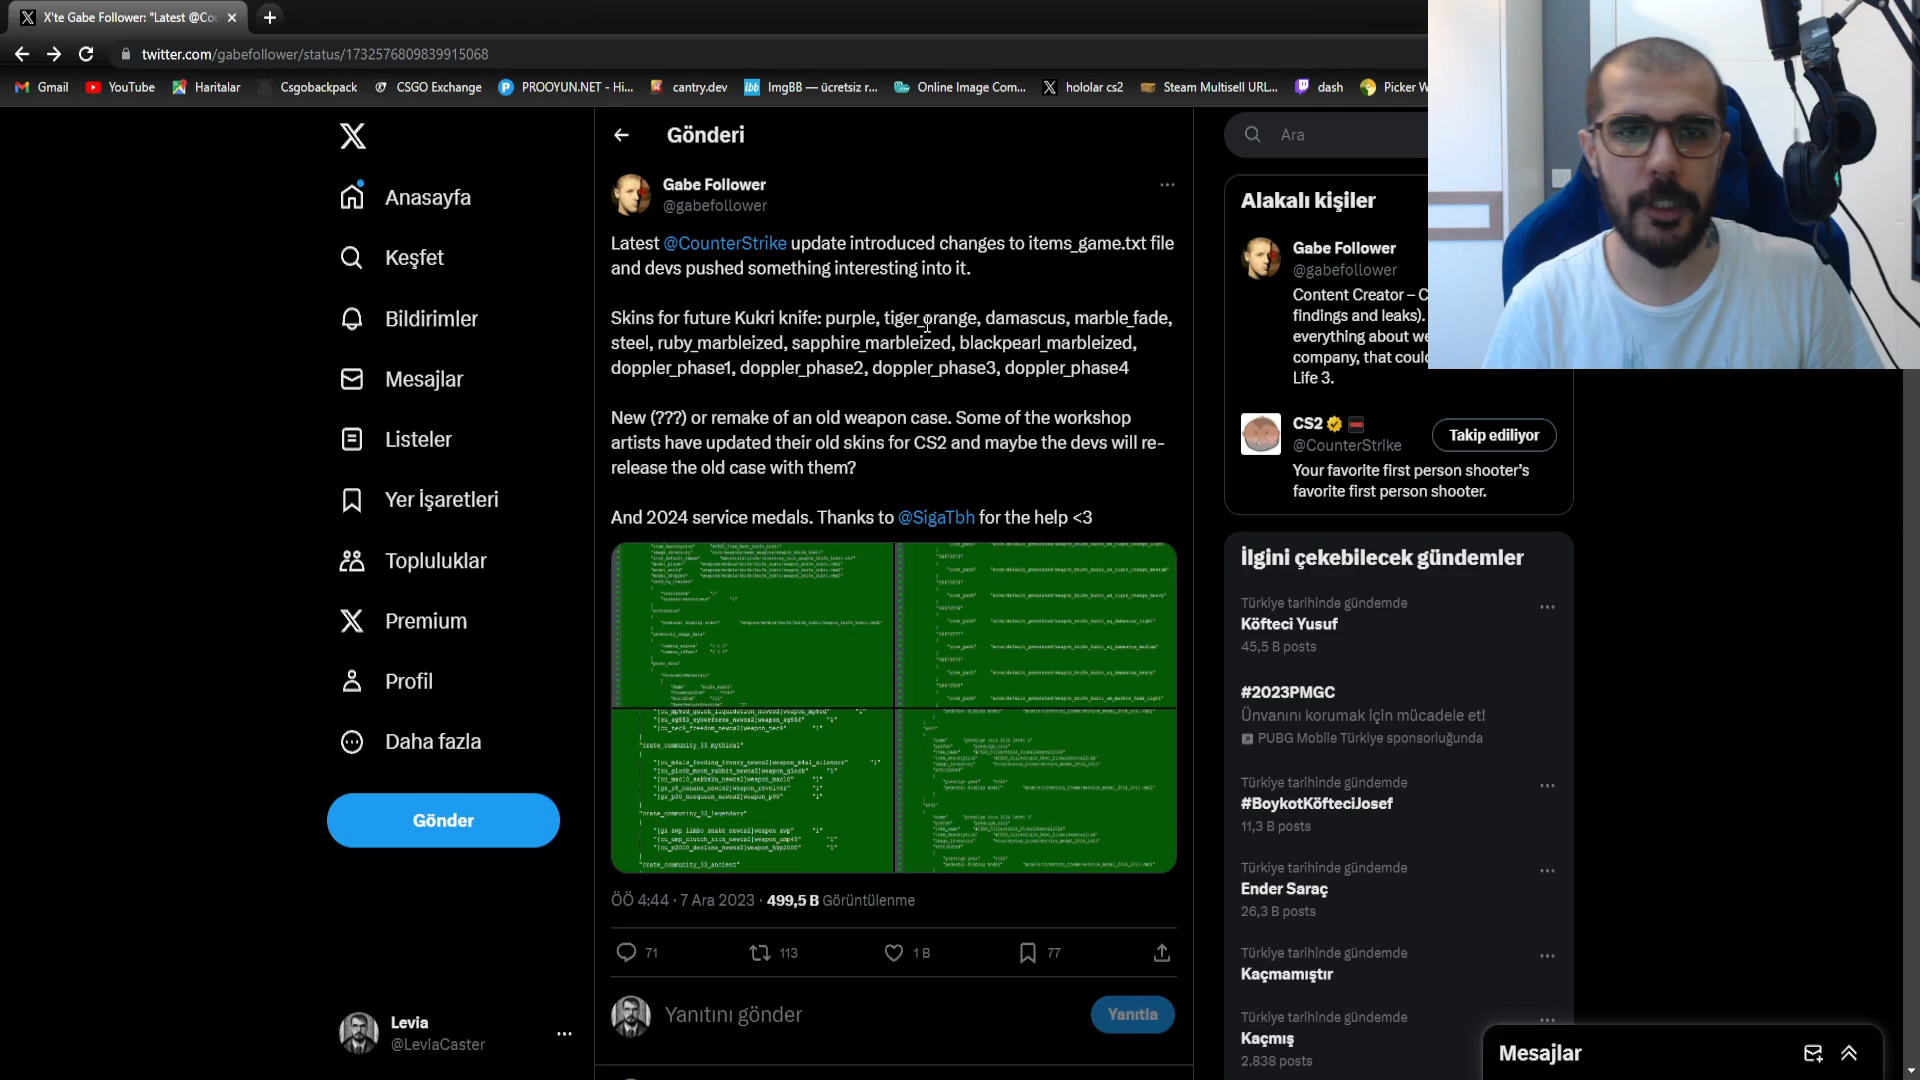 X'te Gabe Follower: "Latest @Cou
twitter.com/gabefollower/status/1732576809839915068
Gmail
YouTube
Haritalar
Csgobackpack
CSGO Exchange
PROOYUN.NET - Hi...
cantry.dev
ImgBB — ücretsiz r...
Online Image Com...
hololar cs2
Steam Multisell URL...
dash
Picker W
Anasayfa
Keşfet
Bildirimler
Mesajlar
Listeler
Yer İşaretleri
Topluluklar
Premium
Profil
Daha fazla
Gönder
Levia
@LeviaCaster
Gönderi
Gabe Follower
@gabefollower
Latest @CounterStrike update introduced changes to items_game.txt file
and devs pushed something interesting into it.
Skins for future Kukri knife: purple, tiger_orange, damascus, marble_fade,
steel, ruby_marbleized, sapphire_marbleized, blackpearl_marbleized,
doppler_phase1, doppler_phase2, doppler_phase3, doppler_phase4
New (???) or remake of an old weapon case. Some of the workshop
artists have updated their old skins for CS2 and maybe the devs will re-
release the old case with them?
And 2024 service medals. Thanks to @SigaTbh for the help <3
"crate_community_33_mythical"
"crate_community_33_legendary"
"crate_community_33_ancient"
ÖÖ 4:44 · 7 Ara 2023 · 499,5 B Görüntülenme
71
113
1 B
77
Yanıtını gönder
Yanıtla
Ara
Alakalı kişiler
Gabe Follower
@gabefollower
Content Creator – C
findings and leaks).
everything about we
company, that could
Life 3.
CS2
@CounterStrike
Takip ediliyor
Your favorite first person shooter's
favorite first person shooter.
İlgini çekebilecek gündemler
Türkiye tarihinde gündemde
Köfteci Yusuf
45,5 B posts
#2023PMGC
Ünvanını korumak için mücadele et!
PUBG Mobile Türkiye sponsorluğunda
Türkiye tarihinde gündemde
#BoykotKöfteciJosef
11,3 B posts
Türkiye tarihinde gündemde
Ender Saraç
26,3 B posts
Türkiye tarihinde gündemde
Kaçmamıştır
Türkiye tarihinde gündemde
Kaçmış
2.838 posts
Mesajlar